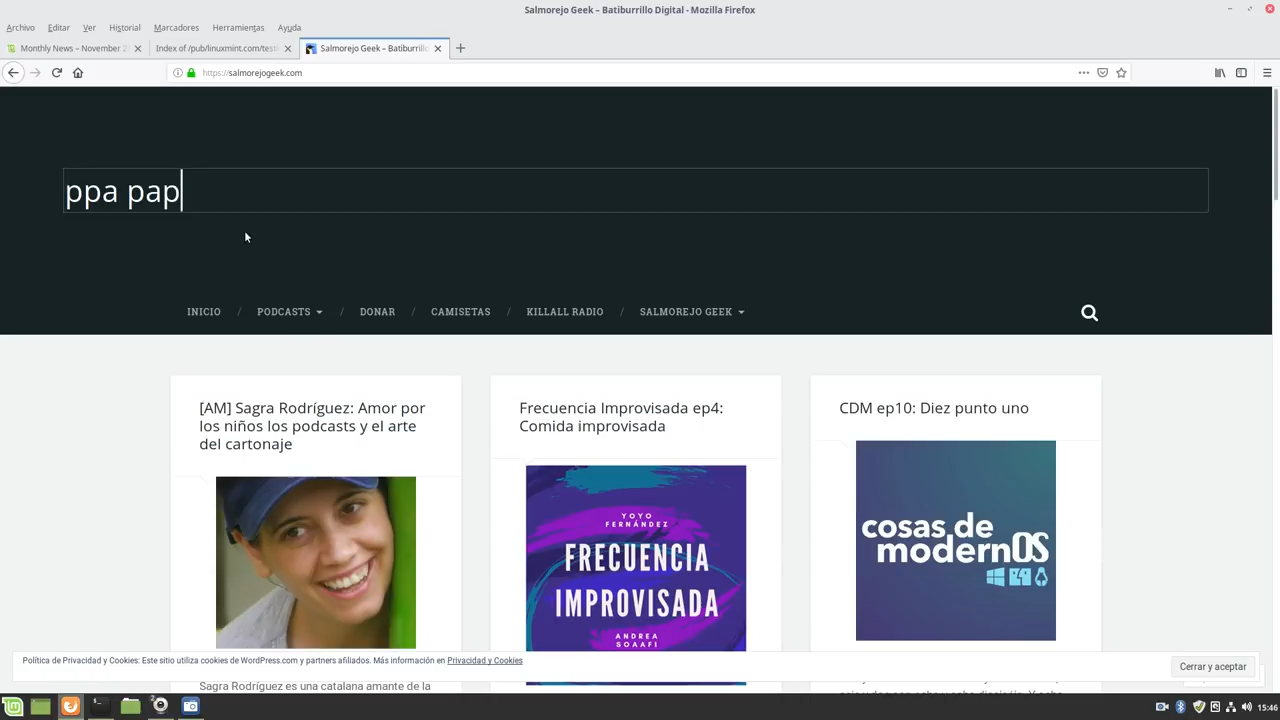 Salmorejo Geek – Batiburrillo Digital - Mozilla Firefox
Archivo Editar Ver Historial Marcadores Herramientas Ayuda
Monthly News – November 2
Index of /pub/linuxmint.com/testi
Salmorejo Geek – Batiburrillo
https://salmorejogeek.com
ppa pap
INICIO / PODCASTS / DONAR / CAMISETAS / KILLALL RADIO / SALMOREJO GEEK
[AM] Sagra Rodríguez: Amor por
los niños los podcasts y el arte
del cartonaje
Frecuencia Improvisada ep4:
Comida improvisada
YOYO
FERNÁNDEZ
FRECUENCIA
IMPROVISADA
ANDREA
SOAAFI
CDM ep10: Diez punto uno
cosas de
modernOS
Política de Privacidad y Cookies: Este sitio utiliza cookies de WordPress.com y partners afiliados. Más información en Privacidad y Cookies
Cerrar y aceptar
Sagra Rodríguez es una catalana amante de la
15:46